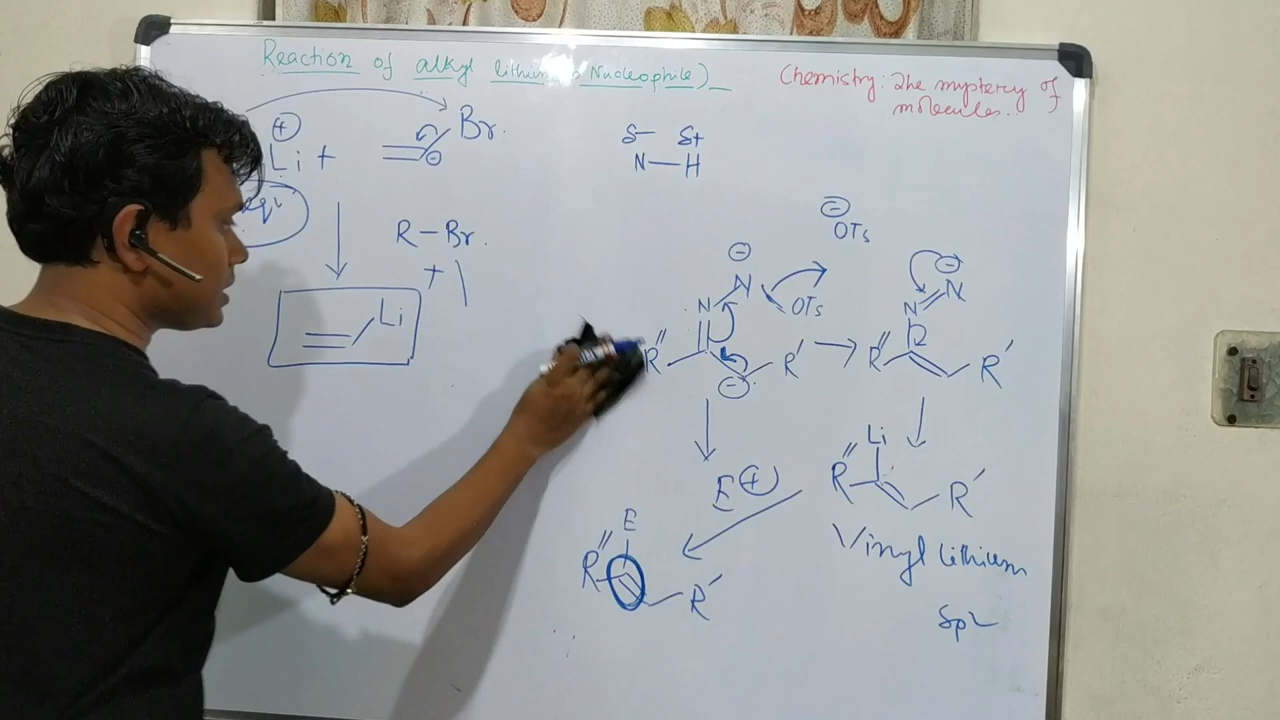 Reaction of alkyl lithium Nucleophile)
Chemistry: The mystery of
molecules..
⊕
Li +
Br.
⊖
δ- δ+
N—H
eqi
R-Br.
+
Li
⊖
OTs
⊖
N
N
OTs
R''
R'
⊖
⊖
N
N
R''
R'
E⊕
Li
R''
R'
Vinyl lithium
Sp2
E
R''
R'